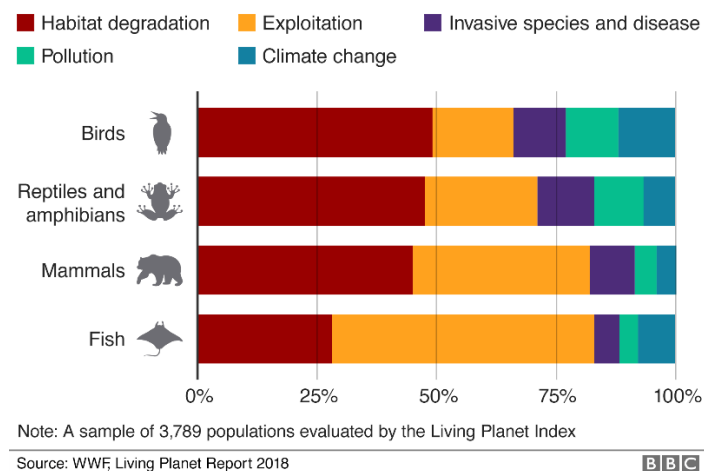 Habitat degradation Exploitation Invasive species and disease
Pollution Climate change
Birds
Reptiles and
amphibians
Mammals
Fish
0% 25% 50% 75% 100%
Note: A sample of 3,789 populations evaluated by the Living Planet Index
Source: WWF, Living Planet Report 2018 BBC